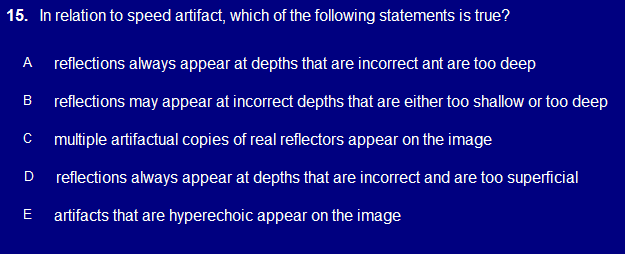 15. In relation to speed artifact, which of the following statements is true?
A reflections always appear at depths that are incorrect ant are too deep
B reflections may appear at incorrect depths that are either too shallow or too deep
C multiple artifactual copies of real reflectors appear on the image
D reflections always appear at depths that are incorrect and are too superficial
E artifacts that are hyperechoic appear on the image